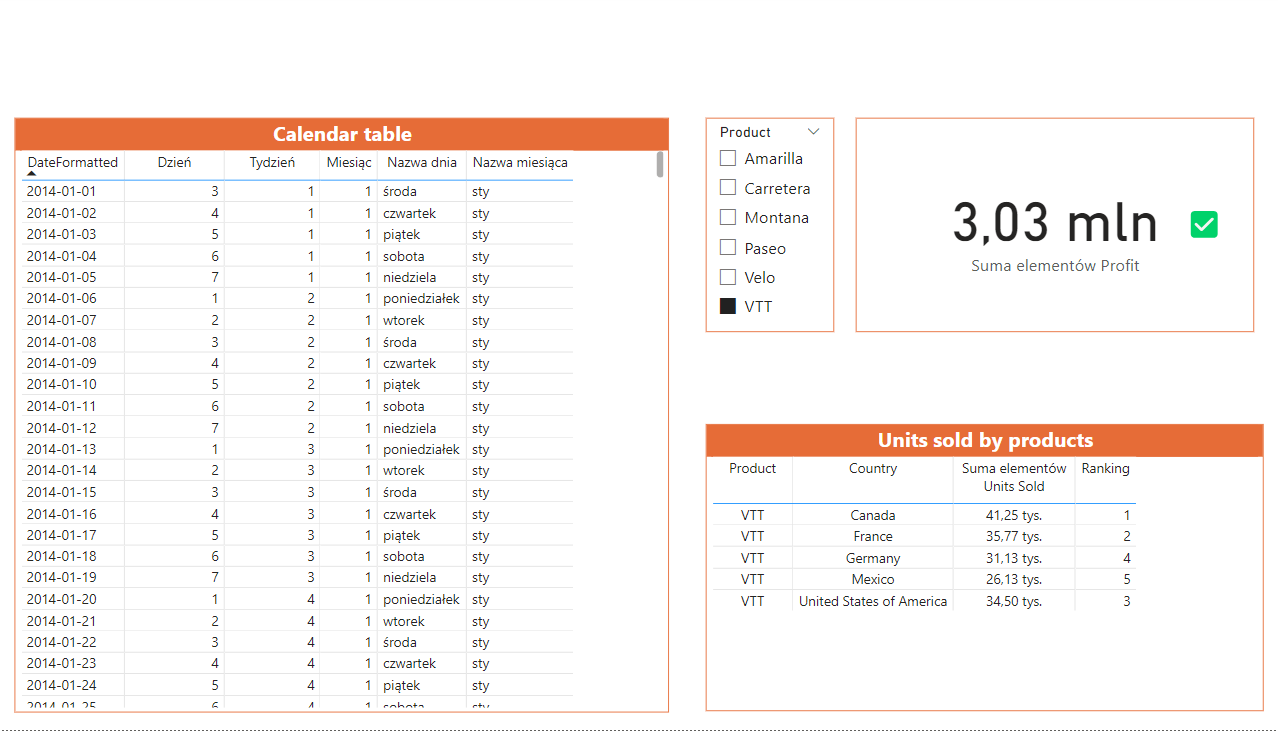 Calendar table
DateFormatted Dzień Tydzień Miesiąc Nazwa dnia Nazwa miesiąca
2014-01-01 3 1 1 środa sty
2014-01-02 4 1 1 czwartek sty
2014-01-03 5 1 1 piątek sty
2014-01-04 6 1 1 sobota sty
2014-01-05 7 1 1 niedziela sty
2014-01-06 1 2 1 poniedziałek sty
2014-01-07 2 2 1 wtorek sty
2014-01-08 3 2 1 środa sty
2014-01-09 4 2 1 czwartek sty
2014-01-10 5 2 1 piątek sty
2014-01-11 6 2 1 sobota sty
2014-01-12 7 2 1 niedziela sty
2014-01-13 1 3 1 poniedziałek sty
2014-01-14 2 3 1 wtorek sty
2014-01-15 3 3 1 środa sty
2014-01-16 4 3 1 czwartek sty
2014-01-17 5 3 1 piątek sty
2014-01-18 6 3 1 sobota sty
2014-01-19 7 3 1 niedziela sty
2014-01-20 1 4 1 poniedziałek sty
2014-01-21 2 4 1 wtorek sty
2014-01-22 3 4 1 środa sty
2014-01-23 4 4 1 czwartek sty
2014-01-24 5 4 1 piątek sty
2014-01-25 6 4 1 sobota sty
Product
Amarilla
Carretera
Montana
Paseo
Velo
VTT
3,03 mln
Suma elementów Profit
Units sold by products
Product Country Suma elementów Ranking
Units Sold
VTT Canada 41,25 tys. 1
VTT France 35,77 tys. 2
VTT Germany 31,13 tys. 4
VTT Mexico 26,13 tys. 5
VTT United States of America 34,50 tys. 3